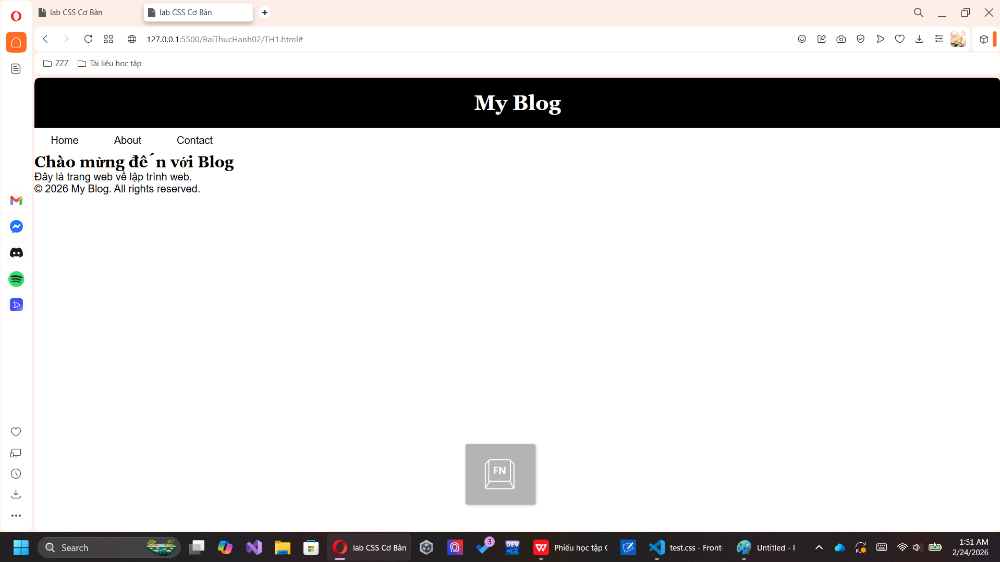 lab CSS Cơ Bản
lab CSS Cơ Bản
127.0.0.1:5500/BaiThucHanh02/TH1.html#
ZZZ
Tài liệu học tập
My Blog
Home About Contact
Chào mừng đến với Blog
Đây là trang web về lập trình web.
© 2026 My Blog. All rights reserved.
FN
Search
lab CSS Cơ Bản
3
DEV C++
Phiếu học tập C
test.css - Front-
Untitled - P
1:51 AM
2/24/2026